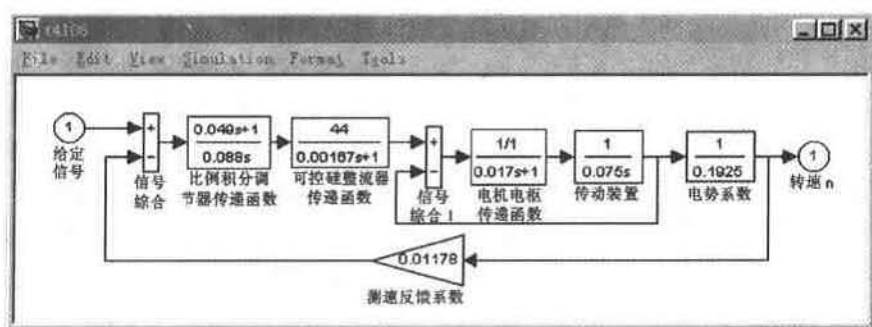 File Edit View Simulation Format Tools
1
给定
信号
+
−
信号
綜合
0.049s+1
0.088s
比例积分调
节器传递函数
44
0.00167s+1
可控硅整流器
传递函数
+
−
信号
綜合 1
1/1
0.017s+1
电机电枢
传递函数
1
0.075s
传动装置
1
0.1925
电势系数
1
转速 n
0.01178
测速反馈系数